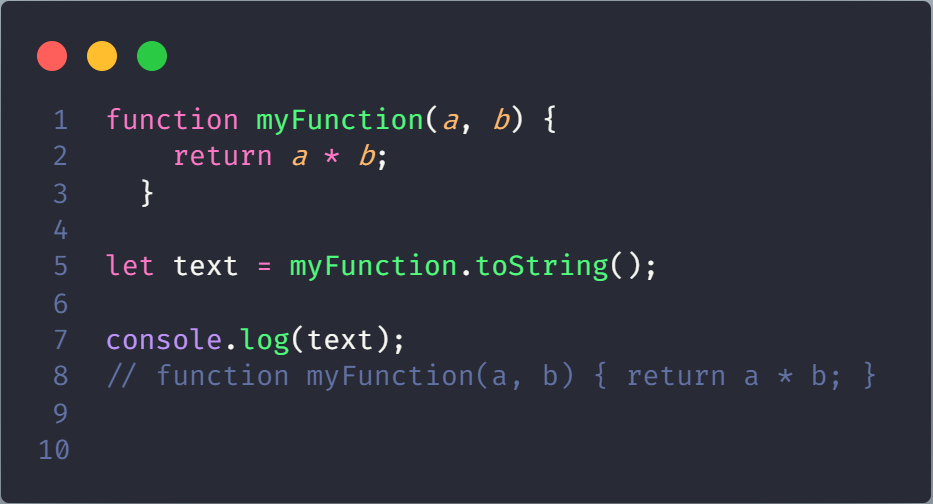 1 function myFunction(a, b) {
2     return a * b;
3   }
4
5 let text = myFunction.toString();
6
7 console.log(text);
8 // function myFunction(a, b) { return a * b; }
9
10